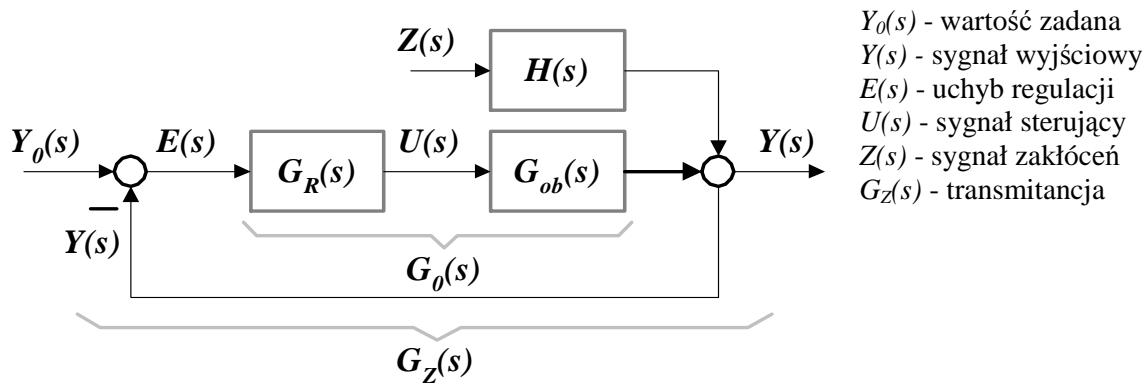 Z(s)
H(s)
Y₀(s)
E(s)
G_R(s)
U(s)
G_ob(s)
Y(s)
–
Y(s)
G₀(s)
G_Z(s)
Y₀(s) - wartość zadana
Y(s) - sygnał wyjściowy
E(s) - uchyb regulacji
U(s) - sygnał sterujący
Z(s) - sygnał zakłóceń
G_Z(s) - transmitancja